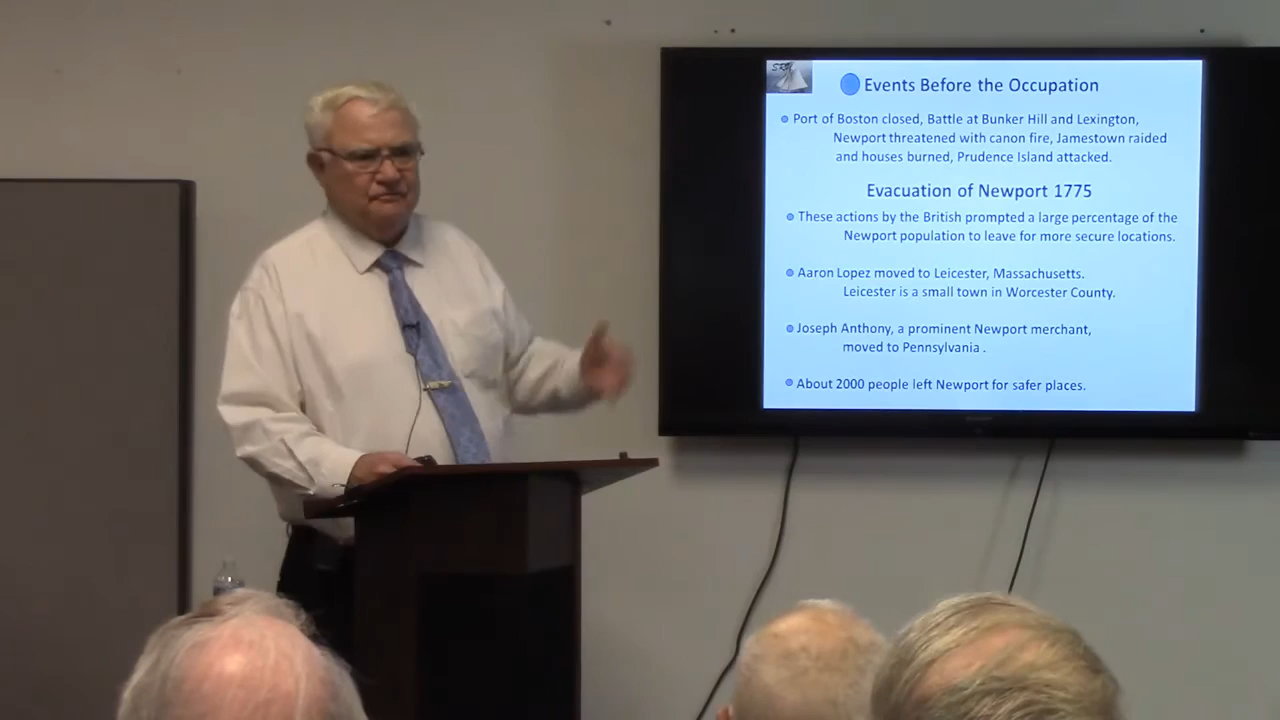 Events Before the Occupation
Port of Boston closed, Battle at Bunker Hill and Lexington,
Newport threatened with canon fire, Jamestown raided
and houses burned, Prudence Island attacked.
Evacuation of Newport 1775
These actions by the British prompted a large percentage of the
Newport population to leave for more secure locations.
Aaron Lopez moved to Leicester, Massachusetts.
Leicester is a small town in Worcester County.
Joseph Anthony, a prominent Newport merchant,
moved to Pennsylvania .
About 2000 people left Newport for safer places.